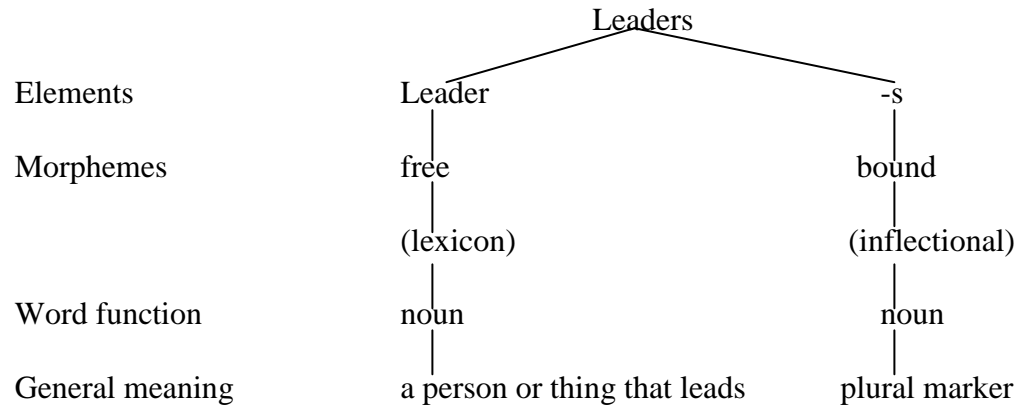 Leaders
Elements Leader -s
Morphemes free bound
(lexicon) (inflectional)
Word function noun noun
General meaning a person or thing that leads plural marker